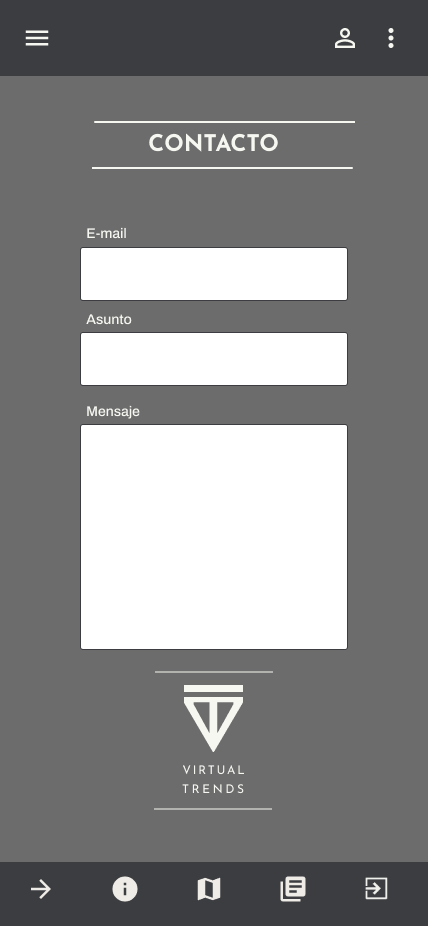 CONTACTO
E-mail
Asunto
Mensaje
VIRTUAL
TRENDS